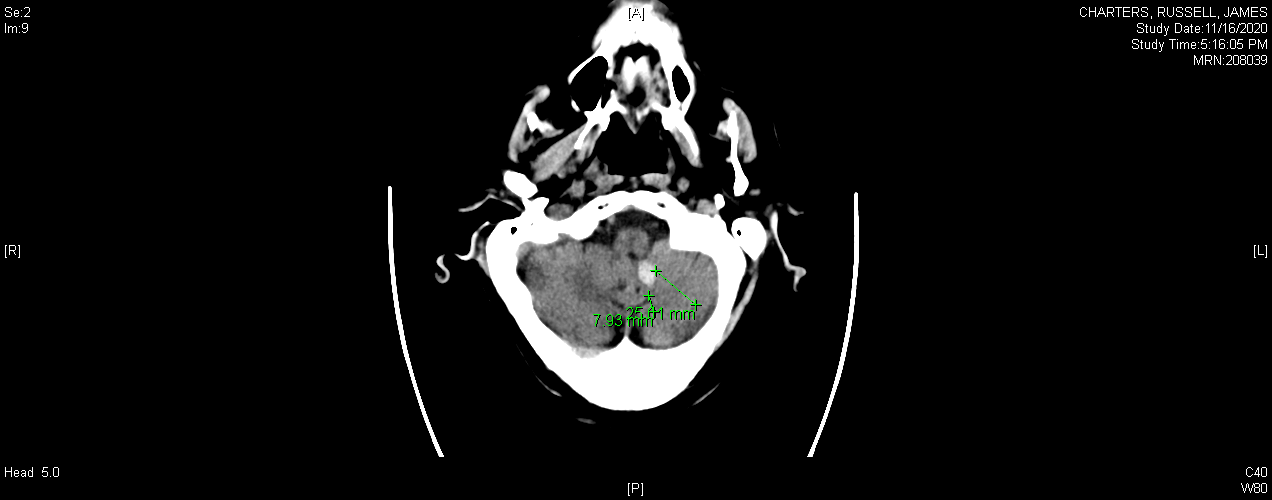 Se:2
Im:9
[A]
CHARTERS, RUSSELL, JAMES
Study Date:11/16/2020
Study Time:5:16:05 PM
MRN:208039
[R]
[L]
7.93 mm
mm
Head 5.0
[P]
C40
W80